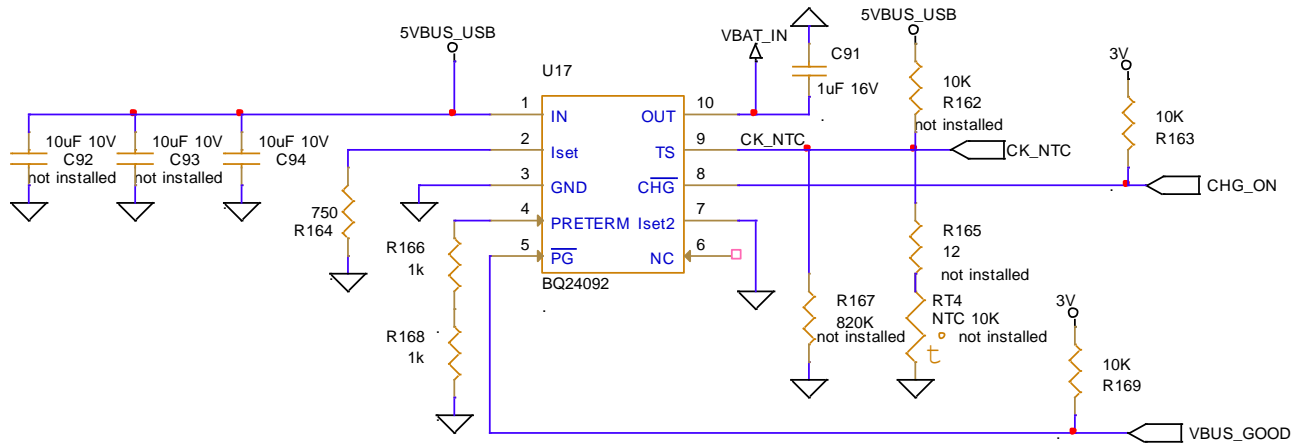 5VBUS_USB
VBAT_IN
5VBUS_USB
C91
1uF 16V
3V
U17
10K
R162
not installed
10K
R163
10uF 10V
C92
not installed
10uF 10V
C93
not installed
10uF 10V
C94
1
IN
2
Iset
3
GND
4
PRETERM
5
PG
OUT
10
TS
9
CHG
8
Iset2
7
NC
6
BQ24092
CK_NTC
CK_NTC
CHG_ON
750
R164
R166
1k
R168
1k
R165
12
not installed
R167
820K
not installed
RT4
NTC 10K
not installed
t°
3V
10K
R169
VBUS_GOOD